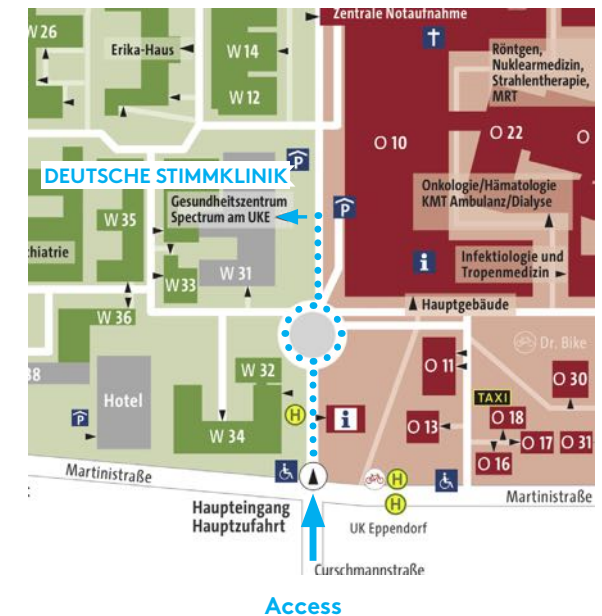 Zentrale Notaufnahme
W 26
Erika-Haus
W 14
W 12
Röntgen,
Nuklearmedizin,
Strahlentherapie,
MRT
O 10
O 22
O
DEUTSCHE STIMMKLINIK
P
P
Gesundheitszentrum
Spectrum am UKE
Onkologie/Hämatologie
KMT Ambulanz/Dialyse
W 35
chiatrie
W 31
W 33
i
Infektiologie und
Tropenmedizin
Hauptgebäude
W 36
38
Hotel
P
W 32
W 34
H
i
O 11
O 13
Dr. Bike
O 30
TAXI
O 18
O 17
O 31
O 16
Martinistraße
Haupteingang
Hauptzufahrt
H
H
UK Eppendorf
Martinistraße
Curschmannstraße
Access